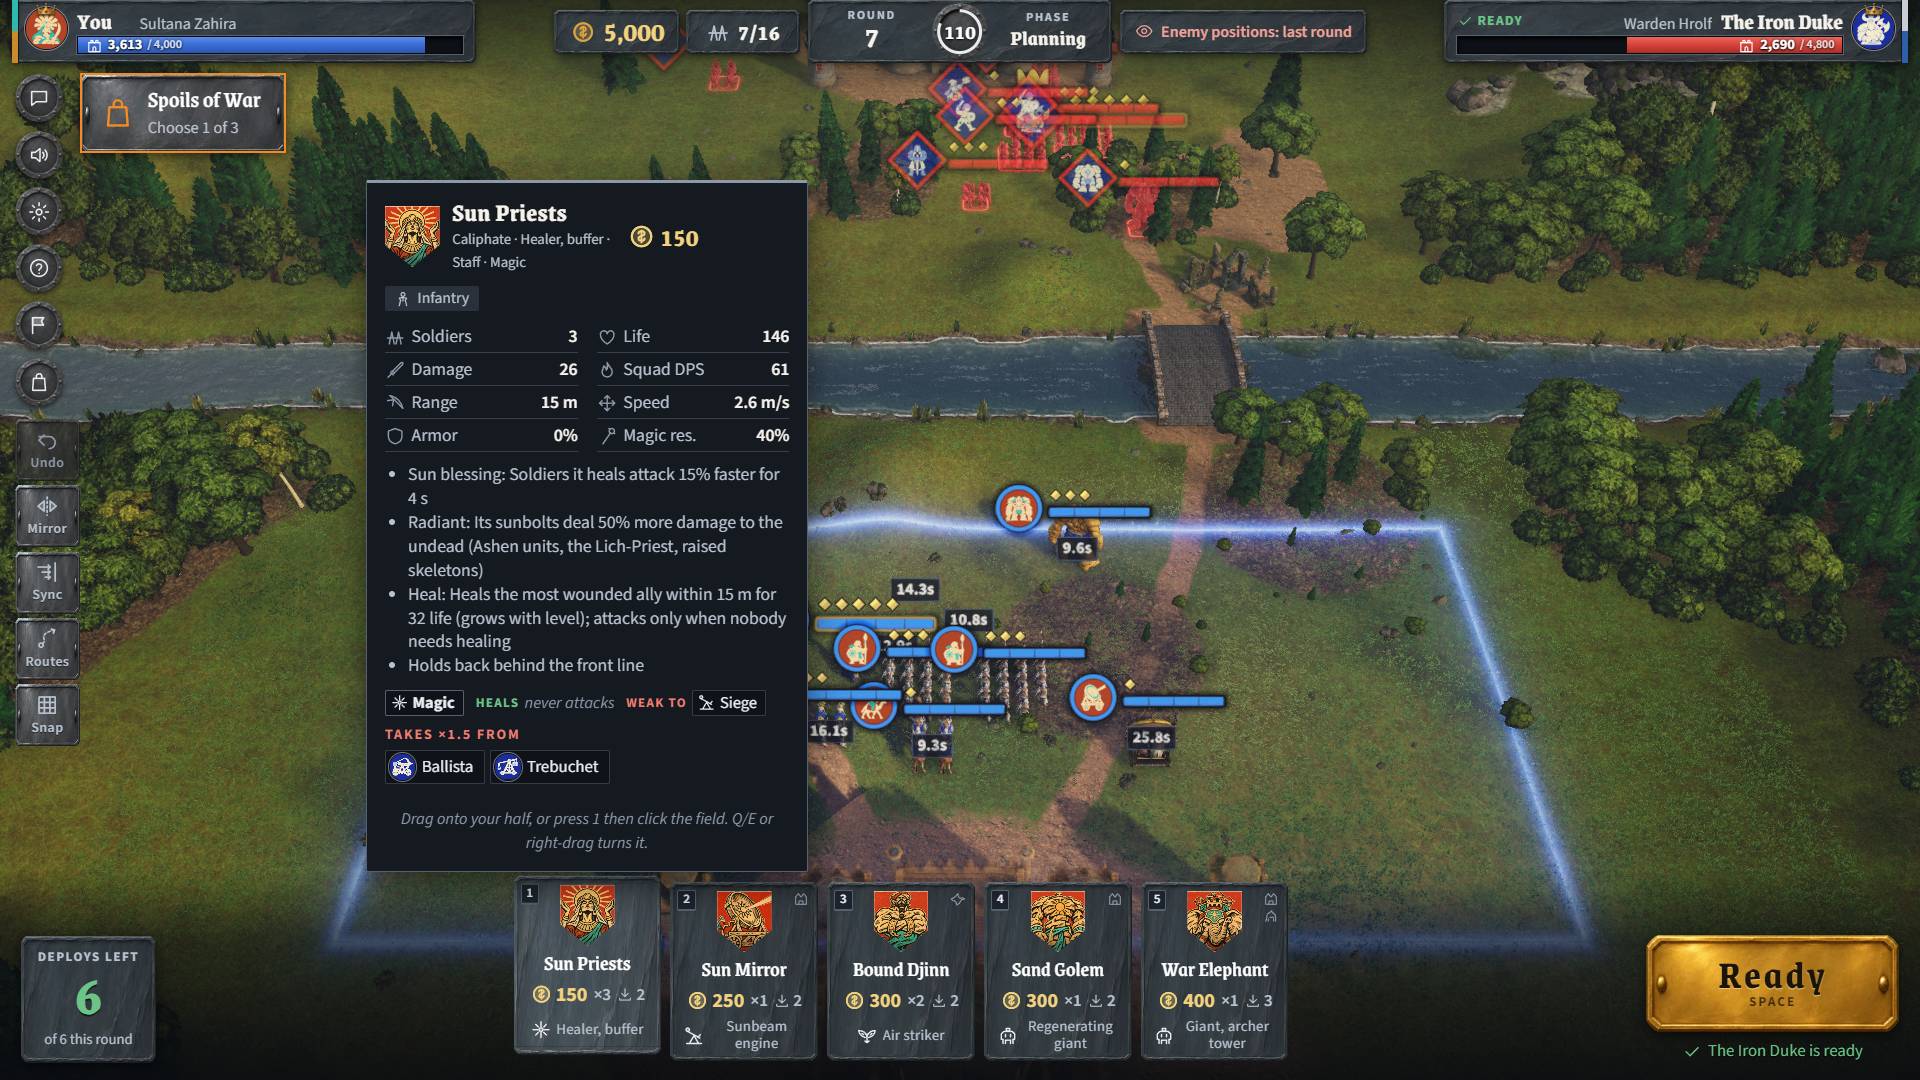 You
Sultana Zahira
3,613 / 4,000
5,000
7/16
ROUND
7
110
PHASE
Planning
Enemy positions: last round
READY
Warden Hrolf
The Iron Duke
2,690 / 4,800
Spoils of War
Choose 1 of 3
Undo
Mirror
Sync
Routes
Snap
Sun Priests
Caliphate · Healer, buffer ·
Staff · Magic
150
Infantry
Soldiers 3
Life 146
Damage 26
Squad DPS 61
Range 15 m
Speed 2.6 m/s
Armor 0%
Magic res. 40%
• Sun blessing: Soldiers it heals attack 15% faster for
4 s
• Radiant: Its sunbolts deal 50% more damage to the
undead (Ashen units, the Lich-Priest, raised
skeletons)
• Heal: Heals the most wounded ally within 15 m for
32 life (grows with level); attacks only when nobody
needs healing
• Holds back behind the front line
Magic HEALS never attacks WEAK TO Siege
TAKES ×1.5 FROM
Ballista
Trebuchet
Drag onto your half, or press 1 then click the field. Q/E or
right-drag turns it.
9.6s
14.3s
10.8s
16.1s
9.3s
25.8s
DEPLOYS LEFT
6
of 6 this round
1
Sun Priests
150 ×3 2
Healer, buffer
2
Sun Mirror
250 ×1 2
Sunbeam
engine
3
Bound Djinn
300 ×2 2
Air striker
4
Sand Golem
300 ×1 2
Regenerating
giant
5
War Elephant
400 ×1 3
Giant, archer
tower
Ready
SPACE
The Iron Duke is ready